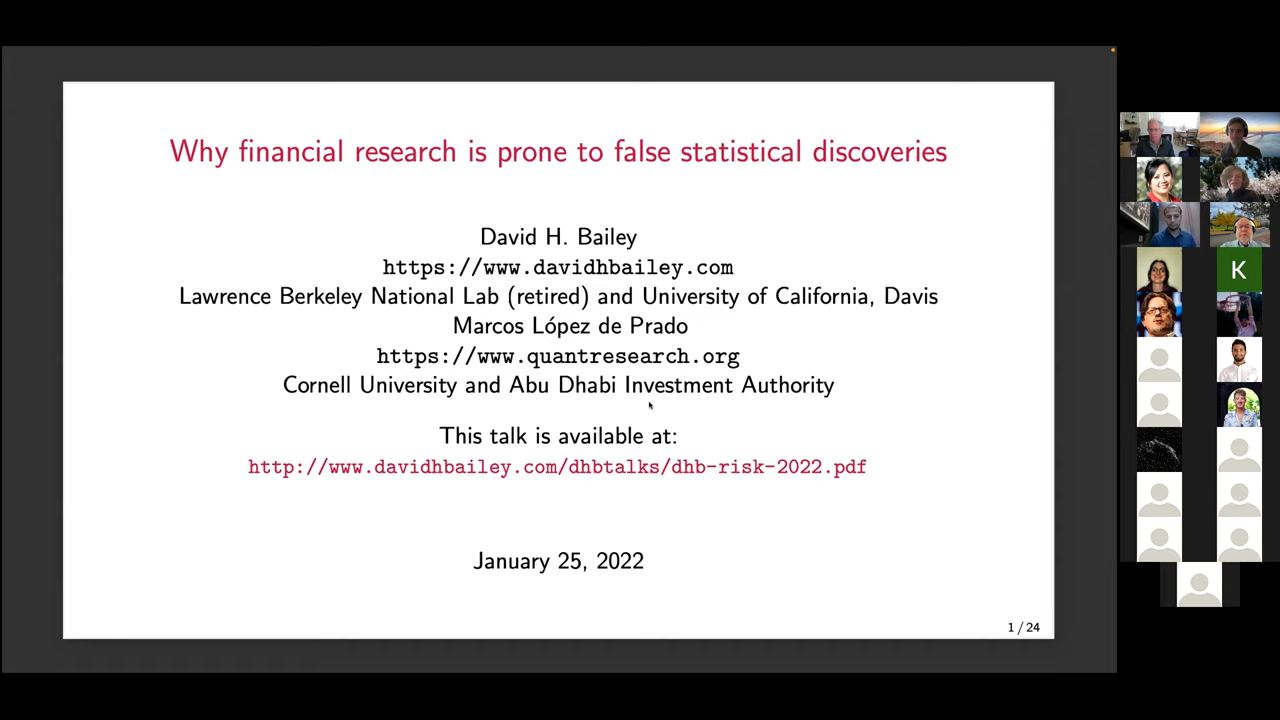 Why financial research is prone to false statistical discoveries
David H. Bailey
https://www.davidhbailey.com
Lawrence Berkeley National Lab (retired) and University of California, Davis
Marcos López de Prado
https://www.quantresearch.org
Cornell University and Abu Dhabi Investment Authority
This talk is available at:
http://www.davidhbailey.com/dhbtalks/dhb-risk-2022.pdf
January 25, 2022
1 / 24
K